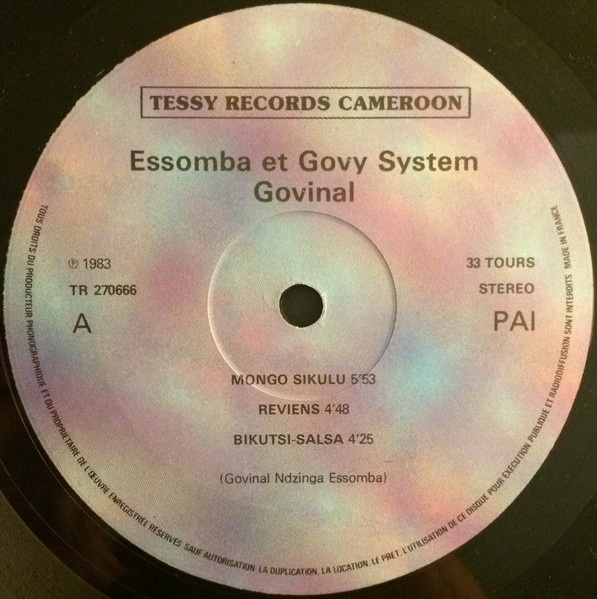 TESSY RECORDS CAMEROON
Essomba et Govy System
Govinal
℗ 1983
TR 270666
A
33 TOURS
STEREO
PAI
MONGO SIKULU 5'53
REVIENS 4'48
BIKUTSI-SALSA 4'25
(Govinal Ndzinga Essomba)
TOUS DROITS DU PRODUCTEUR PHONOGRAPHIQUE ET DU PROPRIETAIRE DE L'ŒUVRE ENREGISTRÉE RÉSERVÉS SAUF AUTORISATION. LA DUPLICATION, LA LOCATION, LE PRET, L'UTILISATION DE CE DISQUE POUR EXECUTION PUBLIQUE ET RADIODIFFUSION SONT INTERDITS MADE IN FRANCE